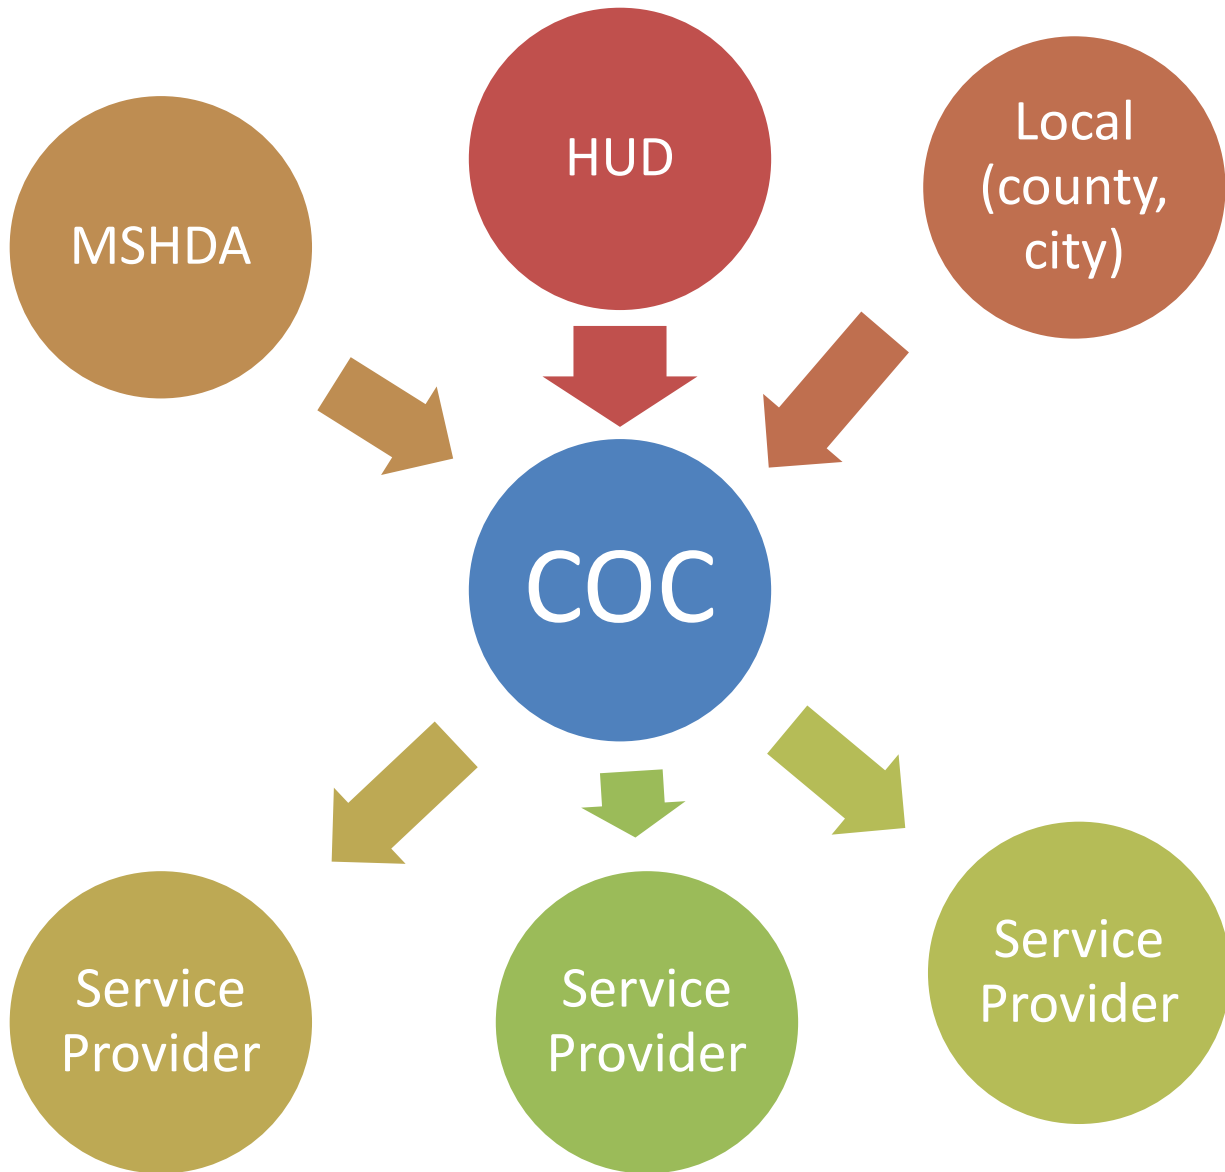 MSHDA
HUD
Local
(county,
city)
COC
Service
Provider
Service
Provider
Service
Provider